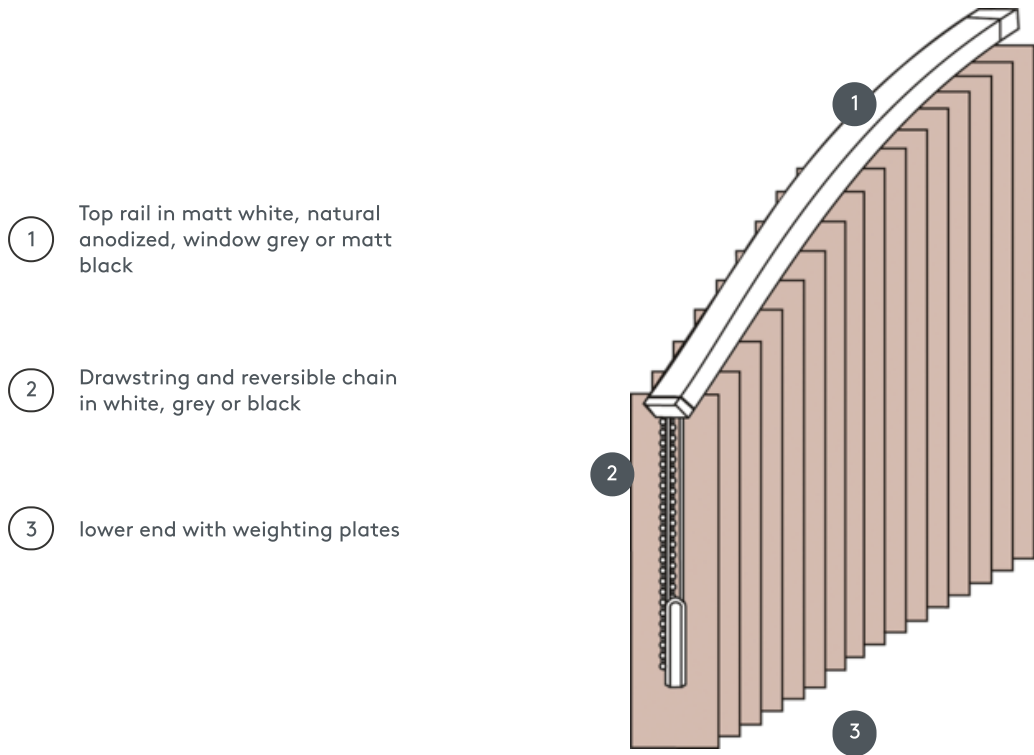 1
Top rail in matt white, natural
anodized, window grey or matt
black
2
Drawstring and reversible chain
in white, grey or black
3
lower end with weighting plates
1
2
3